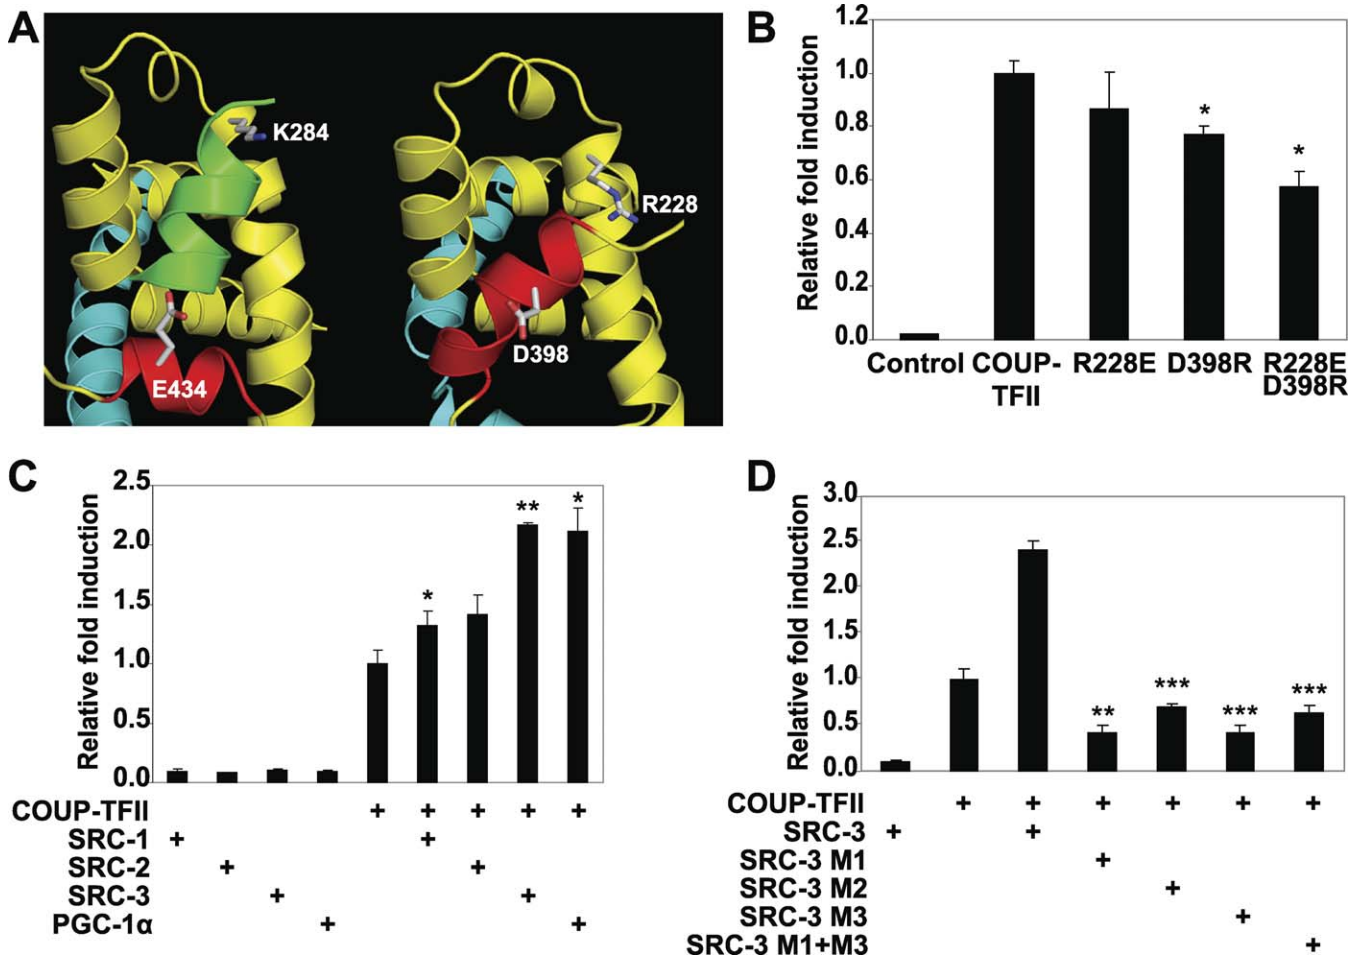 A
K284
E434
R228
D398
B
Relative fold induction
1.2
1.0
0.8
0.6
0.4
0.2
0.0
*
*
Control COUP-TFII R228E D398R R228E D398R
C
Relative fold induction
2.5
2.0
1.5
1.0
0.5
0.0
*
**
*
COUP-TFII + + + + +
SRC-1 + +
SRC-2 + +
SRC-3 + +
PGC-1α + +
D
Relative fold induction
3.0
2.5
2.0
1.5
1.0
0.5
0.0
**
***
***
***
COUP-TFII + + + + + +
SRC-3 + +
SRC-3 M1 +
SRC-3 M2 +
SRC-3 M3 +
SRC-3 M1+M3 +